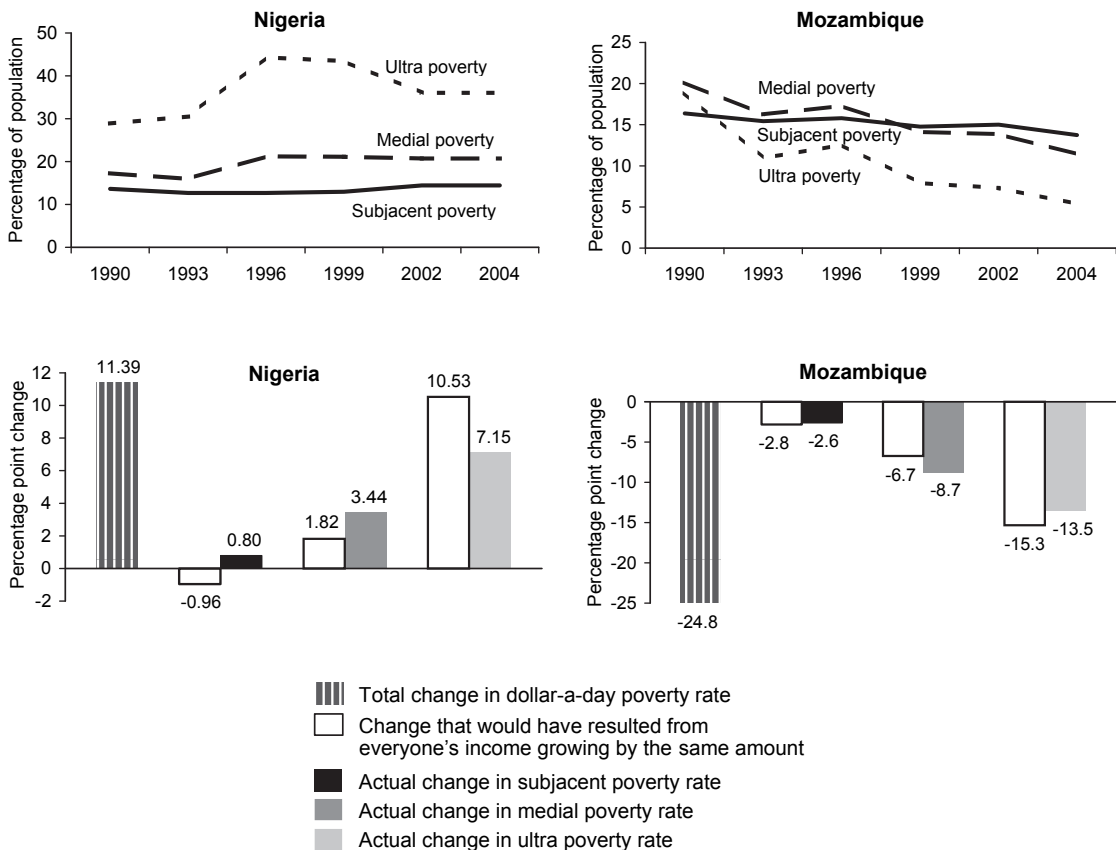 Nigeria
Percentage of population
50
40
30
20
10
0
Ultra poverty
Medial poverty
Subjacent poverty
1990 1993 1996 1999 2002 2004
Mozambique
Percentage of population
25
20
15
10
5
0
Medial poverty
Subjacent poverty
Ultra poverty
1990 1993 1996 1999 2002 2004
Nigeria
Percentage point change
12
10
8
6
4
2
0
-2
11.39
-0.96
0.80
1.82
3.44
10.53
7.15
Mozambique
Percentage point change
0
-5
-10
-15
-20
-25
-24.8
-2.8
-2.6
-6.7
-8.7
-15.3
-13.5
Total change in dollar-a-day poverty rate
Change that would have resulted from
everyone's income growing by the same amount
Actual change in subjacent poverty rate
Actual change in medial poverty rate
Actual change in ultra poverty rate